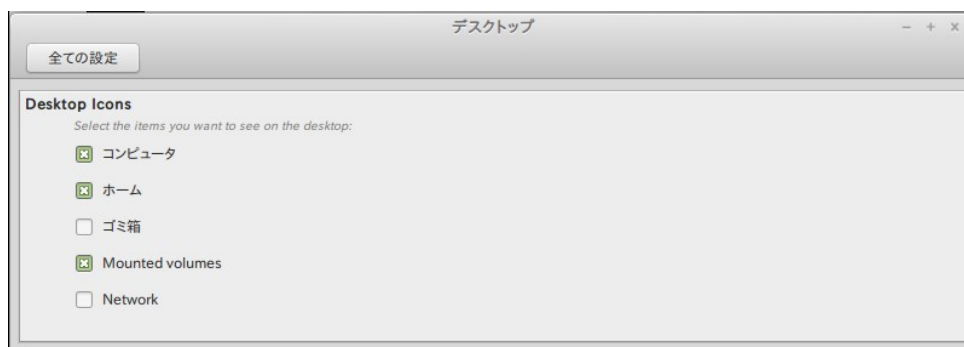 デスクトップ
全ての設定
Desktop Icons
Select the items you want to see on the desktop:
コンピュータ
ホーム
ゴミ箱
Mounted volumes
Network